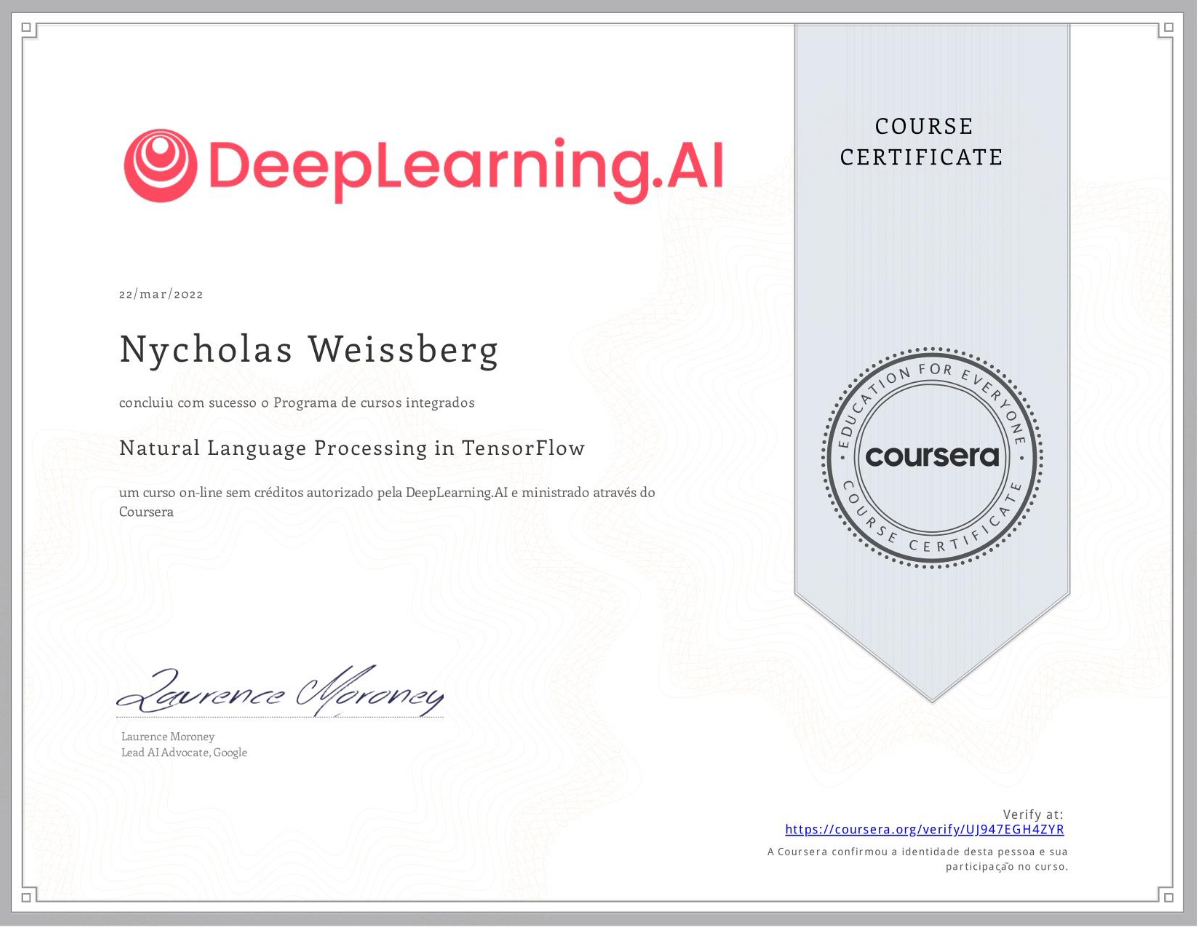 DeepLearning.AI
COURSE
CERTIFICATE
22/mar/2022
Nycholas Weissberg
concluiu com sucesso o Programa de cursos integrados
Natural Language Processing in TensorFlow
um curso on-line sem créditos autorizado pela DeepLearning.AI e ministrado através do
Coursera
EDUCATION FOR EVERYONE
coursera
COURSE CERTIFICATE
Laurence Moroney
Laurence Moroney
Lead AI Advocate, Google
Verify at:
https://coursera.org/verify/UJ947EGH4ZYR
A Coursera confirmou a identidade desta pessoa e sua
participação no curso.